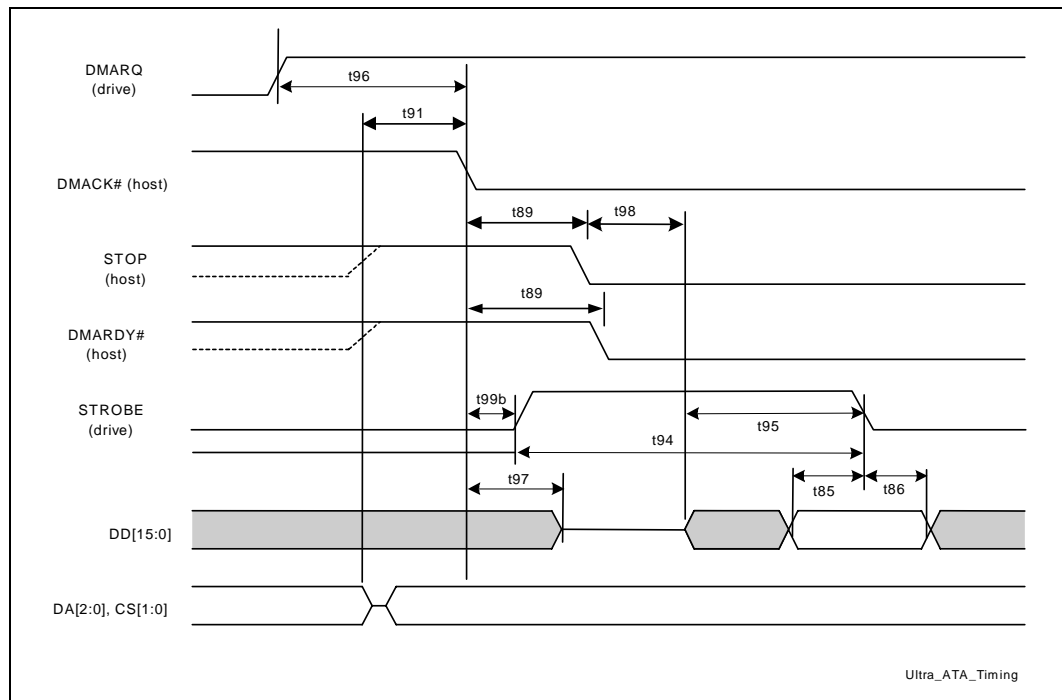 DMARQ
(drive)
t96
t91
DMACK# (host)
t89
t98
STOP
(host)
t89
DMARDY#
(host)
t99b
STROBE
(drive)
t95
t94
t97
t85
t86
DD[15:0]
DA[2:0], CS[1:0]
Ultra_ATA_Timing